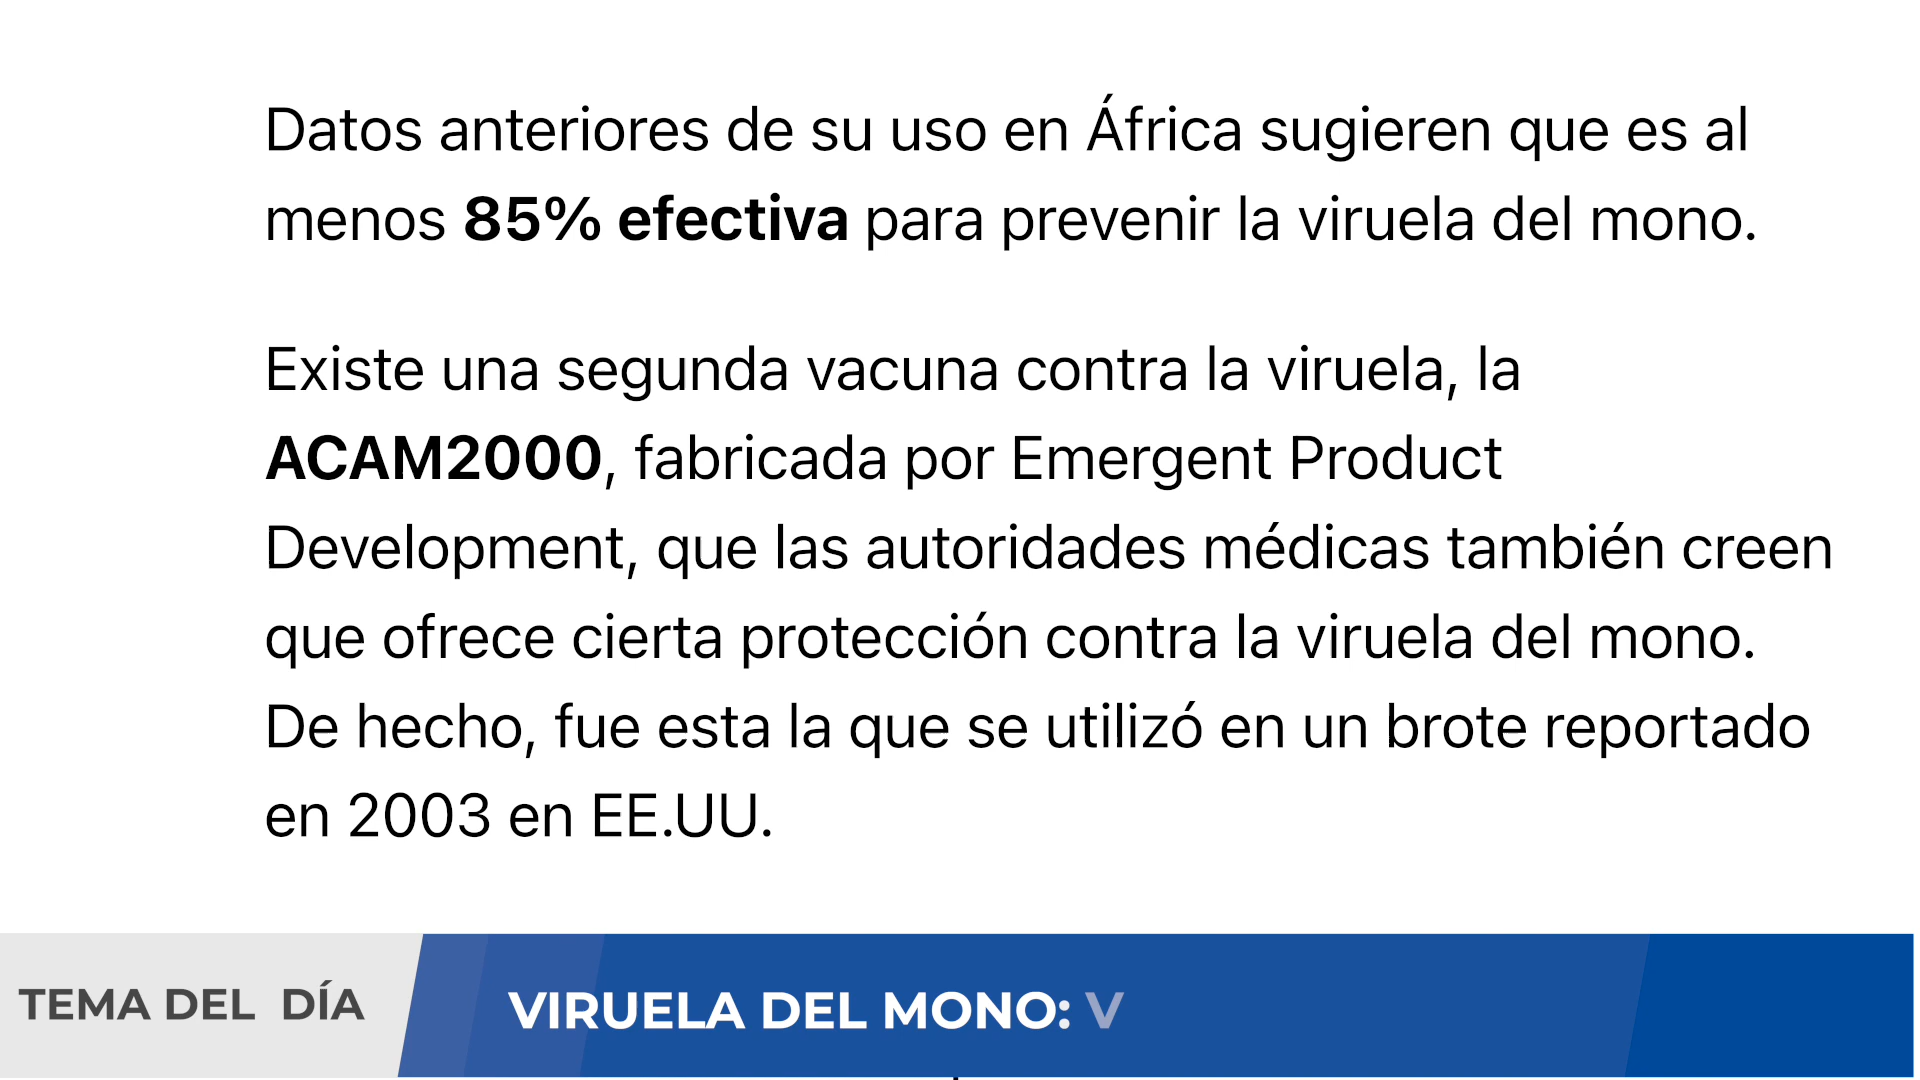 Datos anteriores de su uso en África sugieren que es al
menos 85% efectiva para prevenir la viruela del mono.
Existe una segunda vacuna contra la viruela, la
ACAM2000, fabricada por Emergent Product
Development, que las autoridades médicas también creen
que ofrece cierta protección contra la viruela del mono.
De hecho, fue esta la que se utilizó en un brote reportado
en 2003 en EE.UU.
TEMA DEL DÍA
VIRUELA DEL MONO: V